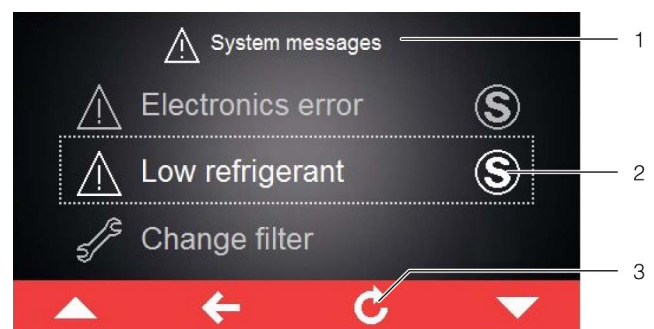 System messages
1
Electronics error S
Low refrigerant S
2
Change filter
3